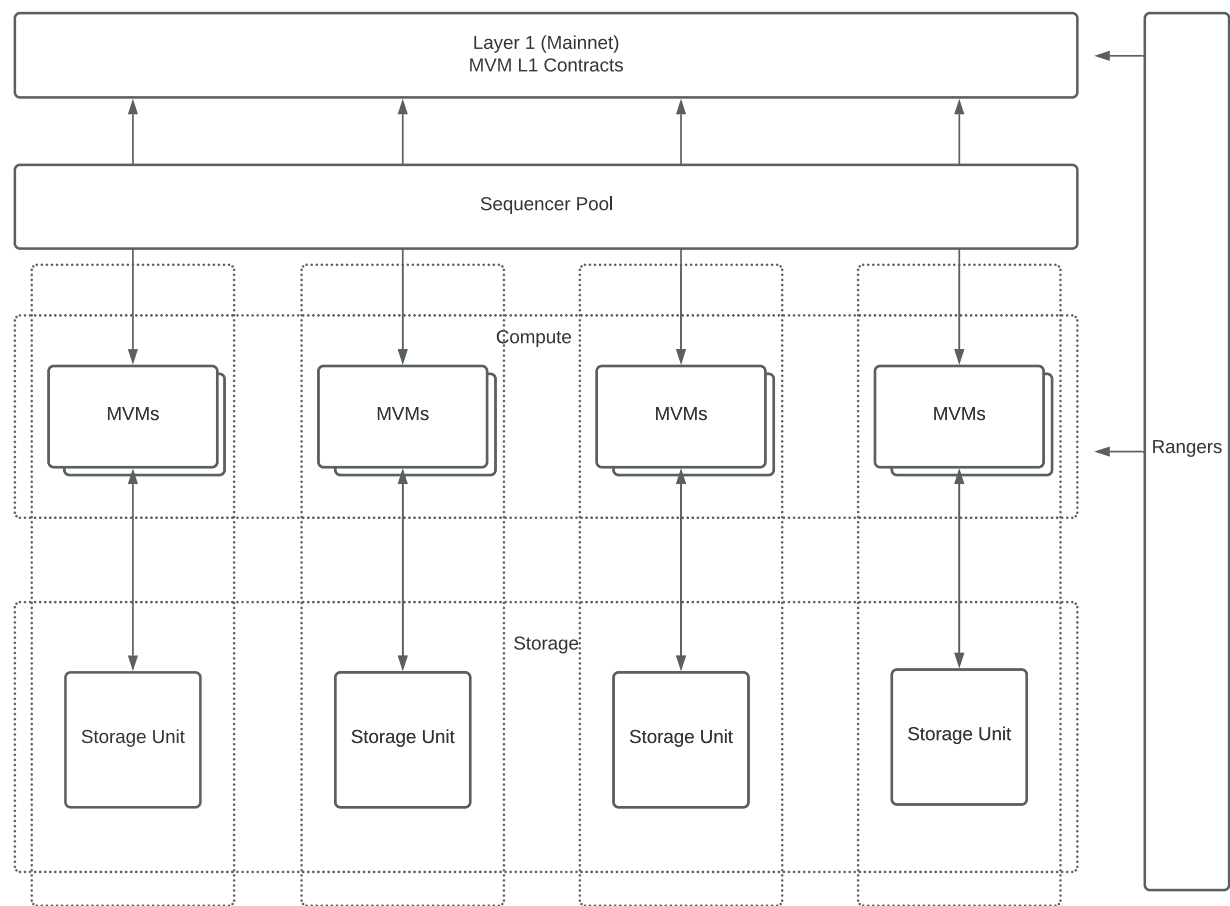 Layer 1 (Mainnet)
MVM L1 Contracts
Sequencer Pool
Compute
MVMs
MVMs
MVMs
MVMs
Rangers
Storage
Storage Unit
Storage Unit
Storage Unit
Storage Unit